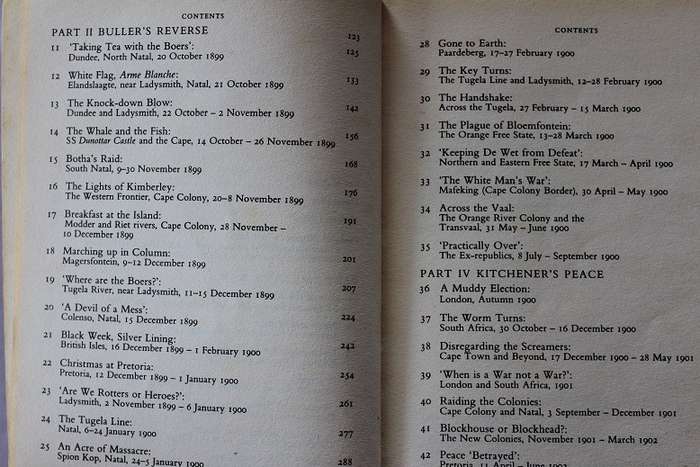 CONTENTS
PART II BULLER'S REVERSE 123
11 'Taking Tea with the Boers': 125
Dundee, North Natal, 20 October 1899
12 White Flag, Arme Blanche: 133
Elandslaagte, near Ladysmith, Natal, 21 October 1899
13 The Knock-down Blow: 142
Dundee and Ladysmith, 22 October – 2 November 1899
14 The Whale and the Fish: 156
SS Dunottar Castle and the Cape, 14 October – 26 November 1899
15 Botha's Raid: 168
South Natal, 9–30 November 1899
16 The Lights of Kimberley: 176
The Western Frontier, Cape Colony, 20–8 November 1899
17 Breakfast at the Island: 191
Modder and Riet rivers, Cape Colony, 28 November –
10 December 1899
18 Marching up in Column: 201
Magersfontein, 9–12 December 1899
19 'Where are the Boers?': 207
Tugela River, near Ladysmith, 11–15 December 1899
20 'A Devil of a Mess': 224
Colenso, Natal, 15 December 1899
21 Black Week, Silver Lining: 242
British Isles, 16 December 1899 – 1 February 1900
22 Christmas at Pretoria: 254
Pretoria, 12 December 1899 – 1 January 1900
23 'Are We Rotters or Heroes?': 261
Ladysmith, 2 November 1899 – 6 January 1900
24 The Tugela Line: 277
Natal, 6–24 January 1900
25 An Acre of Massacre: 288
Spion Kop, Natal, 24–5 January 1900
CONTENTS
28 Gone to Earth:
Paardeberg, 17–27 February 1900
29 The Key Turns:
The Tugela Line and Ladysmith, 12–28 February 1900
30 The Handshake:
Across the Tugela, 27 February – 15 March 1900
31 The Plague of Bloemfontein:
The Orange Free State, 13–28 March 1900
32 'Keeping De Wet from Defeat':
Northern and Eastern Free State, 17 March – April 1900
33 'The White Man's War':
Mafeking (Cape Colony Border), 30 April – May 1900
34 Across the Vaal:
The Orange River Colony and the
Transvaal, 31 May – June 1900
35 'Practically Over':
The Ex-republics, 8 July – September 1900
PART IV KITCHENER'S PEACE
36 A Muddy Election:
London, Autumn 1900
37 The Worm Turns:
South Africa, 30 October – 16 December 1900
38 Disregarding the Screamers:
Cape Town and Beyond, 17 December 1900 – 28 May 1901
39 'When is a War not a War?':
London and South Africa, 1901
40 Raiding the Colonies:
Cape Colony and Natal, 3 September – December 1901
41 Blockhouse or Blockhead?:
The New Colonies, November 1901 – March 1902
42 Peace 'Betrayed':
Pretoria, 11 April – June 1902